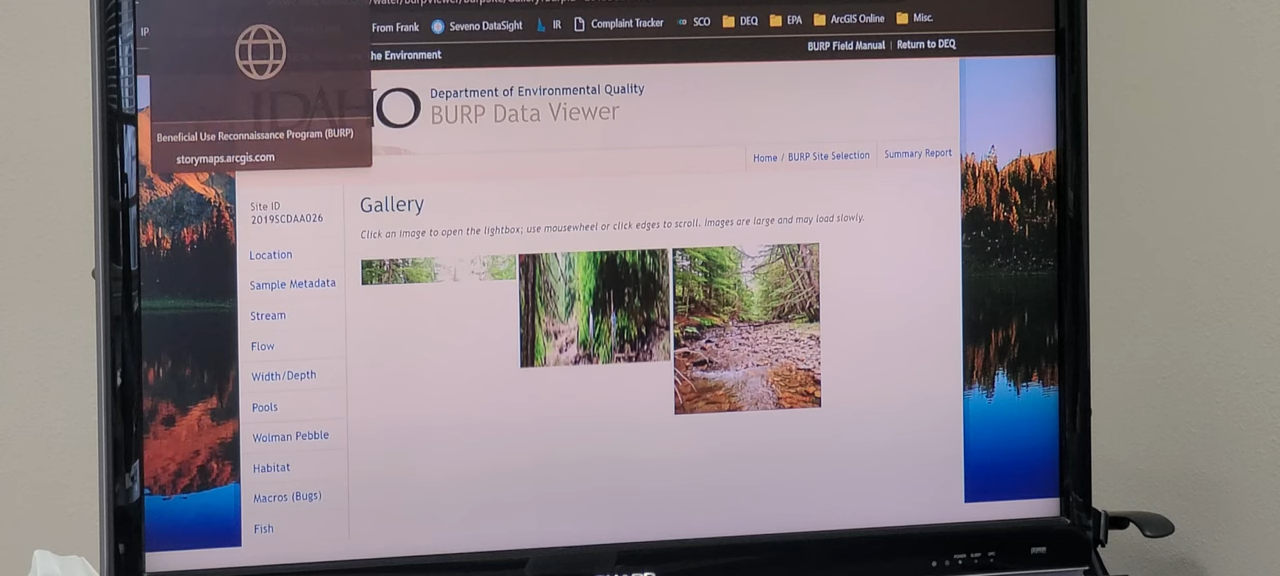 From Frank Seveno DataSight IR Complaint Tracker SCO DEQ EPA ArcGIS Online Misc.
he Environment
BURP Field Manual | Return to DEQ
IDAHO
Department of Environmental Quality
BURP Data Viewer
Beneficial Use Reconnaissance Program (BURP)
storymaps.arcgis.com
Home / BURP Site Selection
Summary Report
Site ID
2019SCDAA026
Location
Sample Metadata
Stream
Flow
Width/Depth
Pools
Wolman Pebble
Habitat
Macros (Bugs)
Fish
Gallery
Click an image to open the lightbox; use mousewheel or click edges to scroll. Images are large and may load slowly.